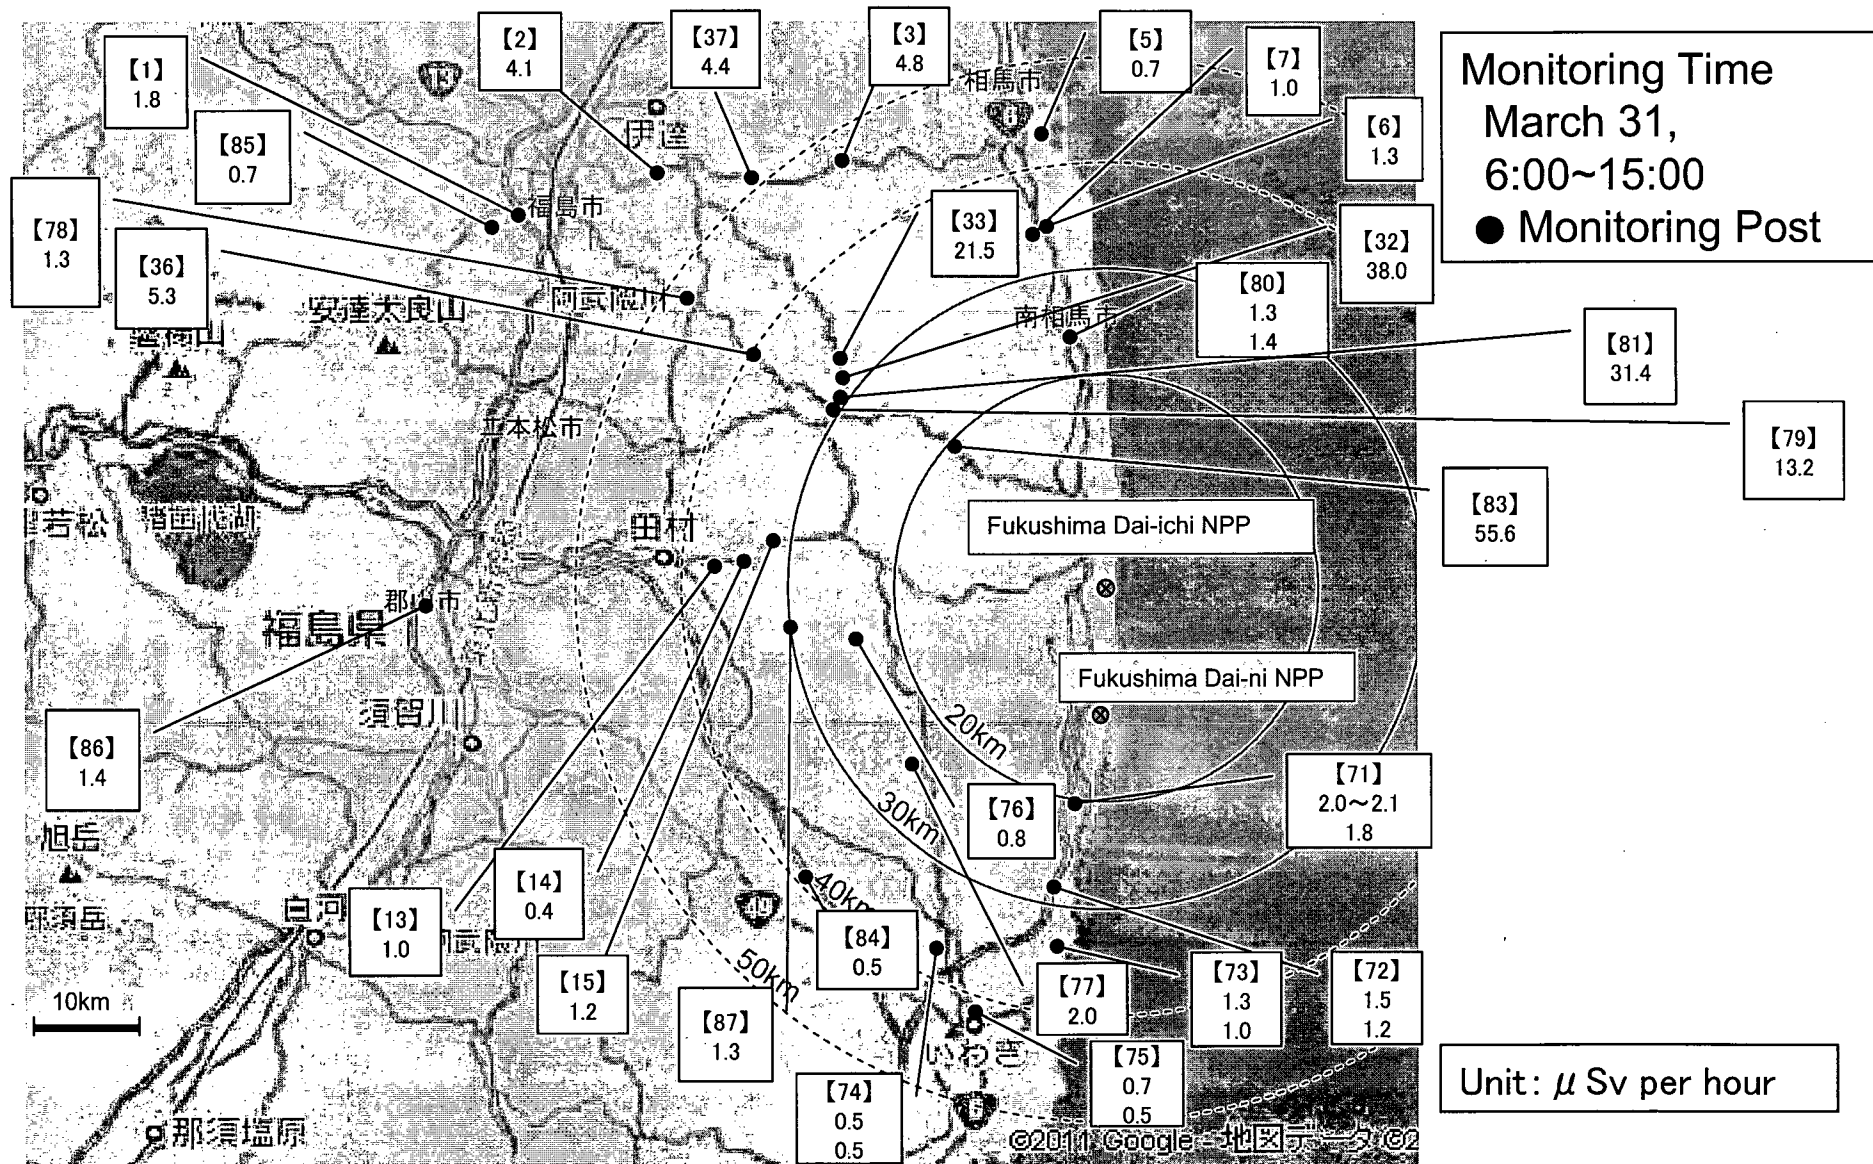 【1】
1.8
【2】
4.1
【37】
4.4
【3】
4.8
【5】
0.7
【7】
1.0
【6】
1.3
Monitoring Time
March 31,
6:00~15:00
● Monitoring Post
【85】
0.7
【78】
1.3
【36】
5.3
【33】
21.5
【32】
38.0
【80】
1.3
1.4
【81】
31.4
【79】
13.2
【83】
55.6
13
相馬市
伊達
福島市
安達太良山
南相馬市
二本松市
田村
若松
郡山市
福島県
須賀川
Fukushima Dai-ichi NPP
Fukushima Dai-ni NPP
20km
30km
40km
50km
【86】
1.4
【76】
0.8
【71】
2.0～2.1
1.8
旭岳
那須岳
白河
【13】
1.0
【14】
0.4
【15】
1.2
【84】
0.5
【87】
1.3
【77】
2.0
【73】
1.3
1.0
【72】
1.5
1.2
【74】
0.5
0.5
【75】
0.7
0.5
10km
いわき
49
那須塩原
Unit: μ Sv per hour
©2011 Google - 地図データ ©2